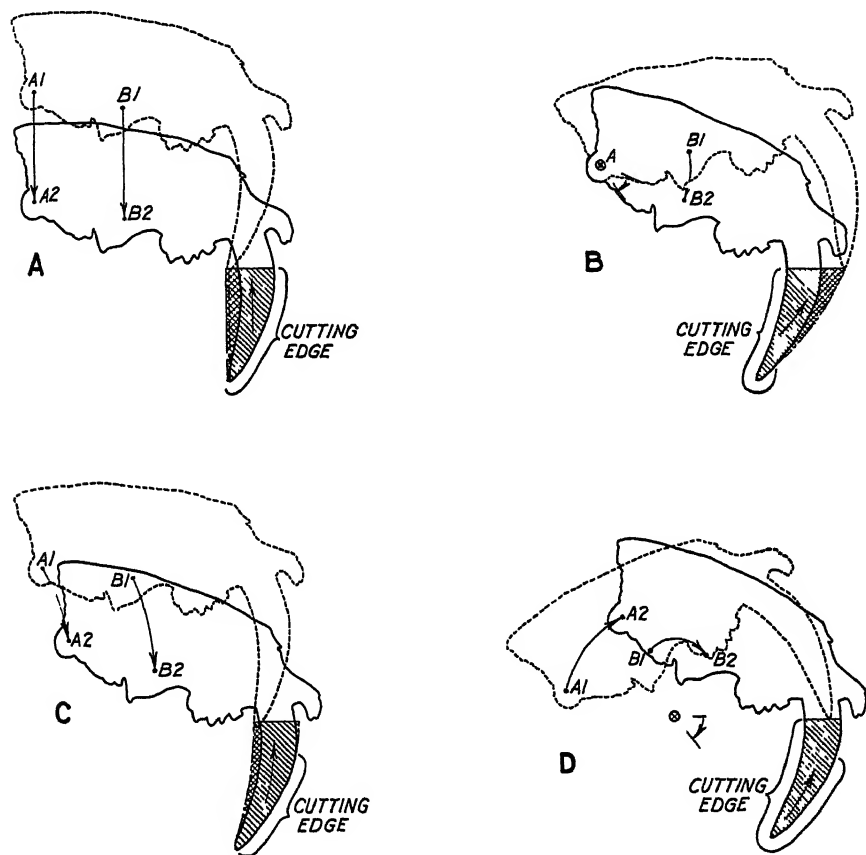 A1
B1
A2
B2
A
CUTTING
EDGE
A
B1
B2
B
CUTTING
EDGE
A1
B1
A2
B2
C
CUTTING
EDGE
A2
B1
B2
A1
D
CUTTING
EDGE